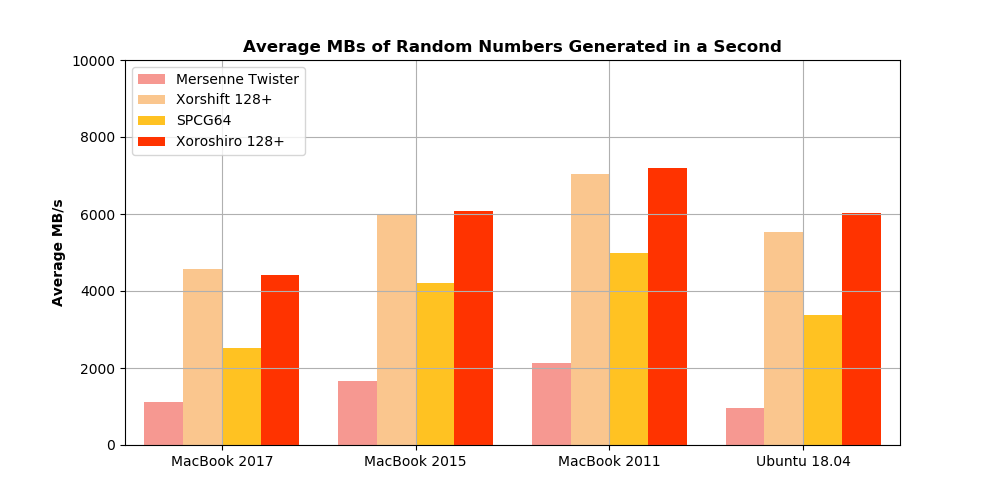 Average MBs of Random Numbers Generated in a Second
10000
8000
6000
4000
2000
0
Average MB/s
Mersenne Twister
Xorshift 128+
SPCG64
Xoroshiro 128+
MacBook 2017
MacBook 2015
MacBook 2011
Ubuntu 18.04